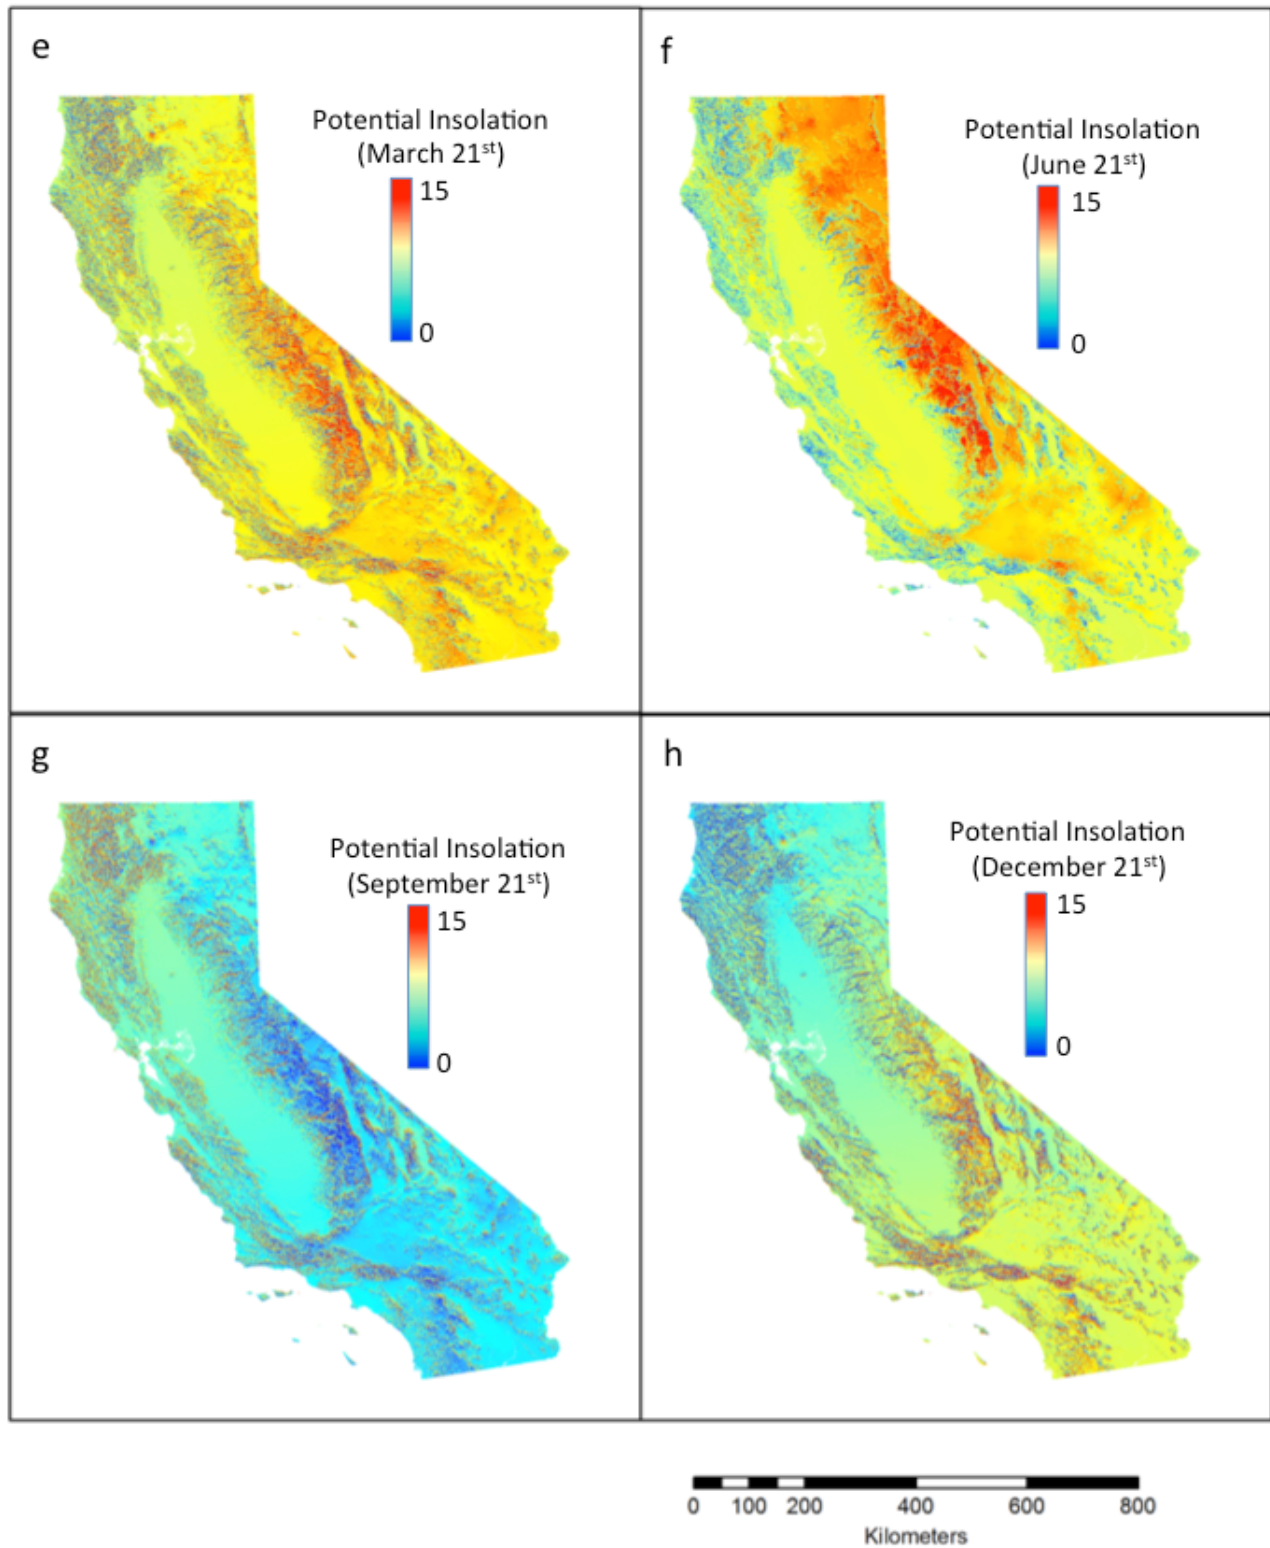 e
Potential Insolation
(March 21st)
15
0
f
Potential Insolation
(June 21st)
15
0
g
Potential Insolation
(September 21st)
15
0
h
Potential Insolation
(December 21st)
15
0
0 100 200 400 600 800
Kilometers